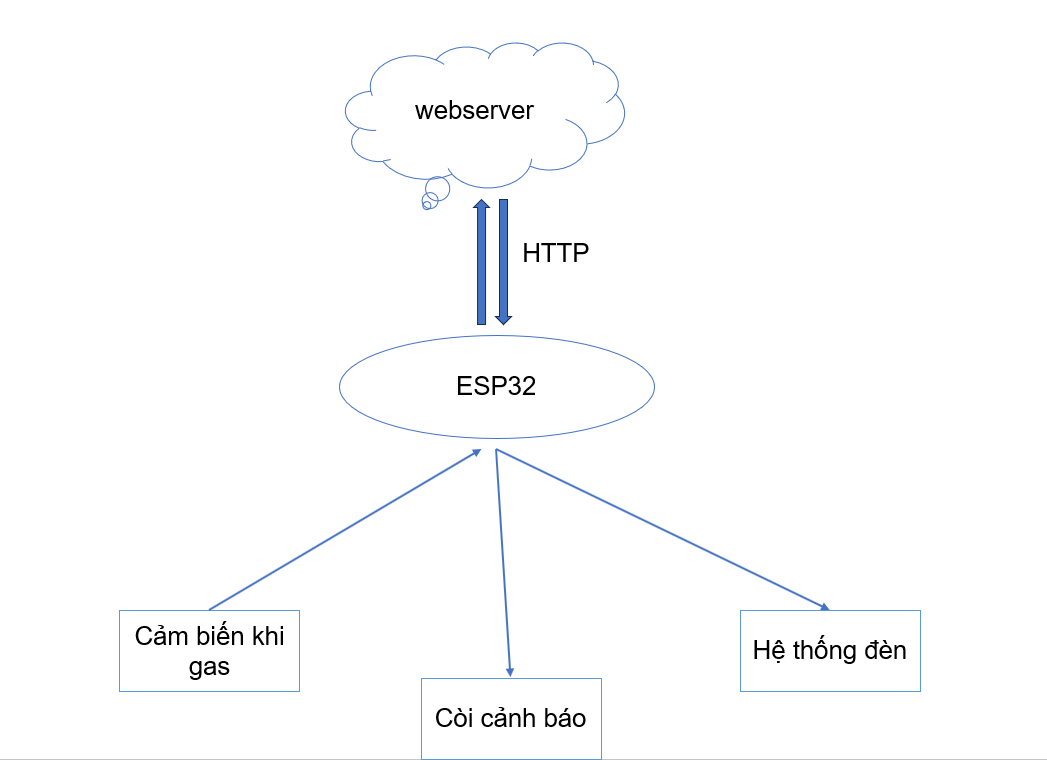 webserver
HTTP
ESP32
Cảm biến khi
gas
Hệ thống đèn
Còi cảnh báo